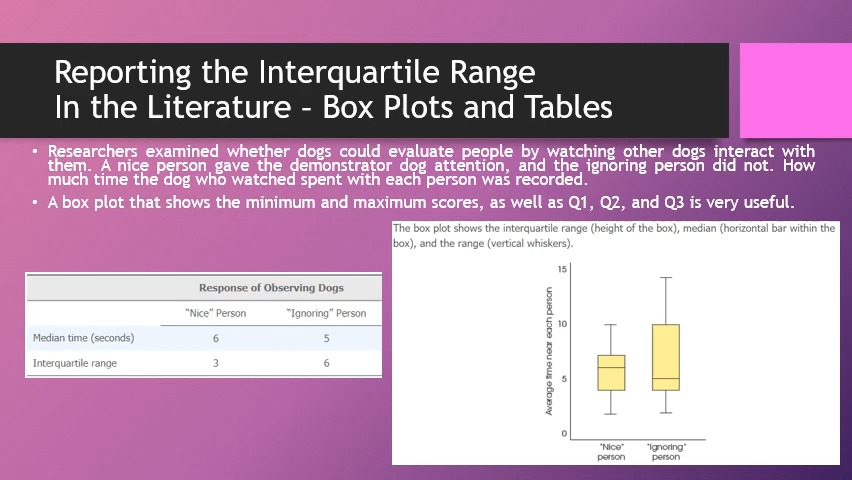 Reporting the Interquartile Range
In the Literature – Box Plots and Tables
• Researchers examined whether dogs could evaluate people by watching other dogs interact with
them. A nice person gave the demonstrator dog attention, and the ignoring person did not. How
much time the dog who watched spent with each person was recorded.
• A box plot that shows the minimum and maximum scores, as well as Q1, Q2, and Q3 is very useful.
Response of Observing Dogs
"Nice" Person "Ignoring" Person
Median time (seconds) 6 5
Interquartile range 3 6
The box plot shows the interquartile range (height of the box), median (horizontal bar within the
box), and the range (vertical whiskers).
Average time near each person
15
10
5
0
"Nice" "Ignoring"
person person